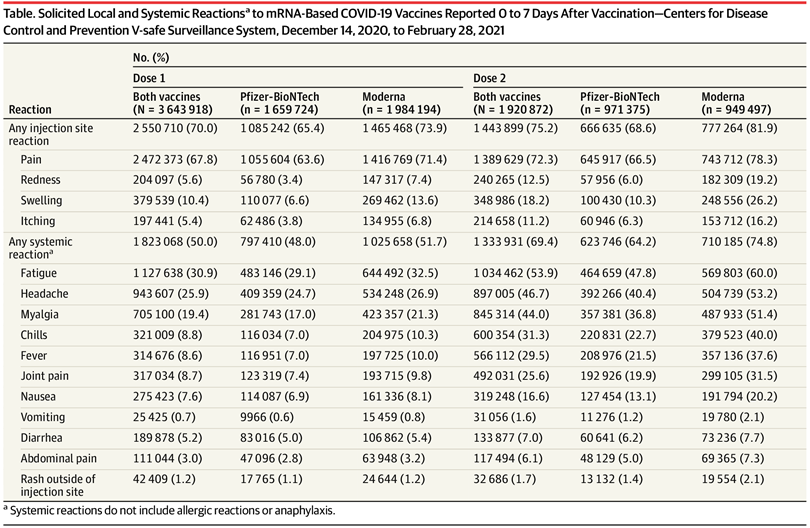 Table. Solicited Local and Systemic Reactionsᵃ to mRNA-Based COVID-19 Vaccines Reported 0 to 7 Days After Vaccination—Centers for Disease
Control and Prevention V-safe Surveillance System, December 14, 2020, to February 28, 2021
No. (%)
Dose 1 Dose 2
Reaction Both vaccines (N = 3 643 918) Pfizer-BioNTech (n = 1 659 724) Moderna (n = 1 984 194) Both vaccines (N = 1 920 872) Pfizer-BioNTech (n = 971 375) Moderna (n = 949 497)
Any injection site reaction 2 550 710 (70.0) 1 085 242 (65.4) 1 465 468 (73.9) 1 443 899 (75.2) 666 635 (68.6) 777 264 (81.9)
Pain 2 472 373 (67.8) 1 055 604 (63.6) 1 416 769 (71.4) 1 389 629 (72.3) 645 917 (66.5) 743 712 (78.3)
Redness 204 097 (5.6) 56 780 (3.4) 147 317 (7.4) 240 265 (12.5) 57 956 (6.0) 182 309 (19.2)
Swelling 379 539 (10.4) 110 077 (6.6) 269 462 (13.6) 348 986 (18.2) 100 430 (10.3) 248 556 (26.2)
Itching 197 441 (5.4) 62 486 (3.8) 134 955 (6.8) 214 658 (11.2) 60 946 (6.3) 153 712 (16.2)
Any systemic reactionᵃ 1 823 068 (50.0) 797 410 (48.0) 1 025 658 (51.7) 1 333 931 (69.4) 623 746 (64.2) 710 185 (74.8)
Fatigue 1 127 638 (30.9) 483 146 (29.1) 644 492 (32.5) 1 034 462 (53.9) 464 659 (47.8) 569 803 (60.0)
Headache 943 607 (25.9) 409 359 (24.7) 534 248 (26.9) 897 005 (46.7) 392 266 (40.4) 504 739 (53.2)
Myalgia 705 100 (19.4) 281 743 (17.0) 423 357 (21.3) 845 314 (44.0) 357 381 (36.8) 487 933 (51.4)
Chills 321 009 (8.8) 116 034 (7.0) 204 975 (10.3) 600 354 (31.3) 220 831 (22.7) 379 523 (40.0)
Fever 314 676 (8.6) 116 951 (7.0) 197 725 (10.0) 566 112 (29.5) 208 976 (21.5) 357 136 (37.6)
Joint pain 317 034 (8.7) 123 319 (7.4) 193 715 (9.8) 492 031 (25.6) 192 926 (19.9) 299 105 (31.5)
Nausea 275 423 (7.6) 114 087 (6.9) 161 336 (8.1) 319 248 (16.6) 127 454 (13.1) 191 794 (20.2)
Vomiting 25 425 (0.7) 9966 (0.6) 15 459 (0.8) 31 056 (1.6) 11 276 (1.2) 19 780 (2.1)
Diarrhea 189 878 (5.2) 83 016 (5.0) 106 862 (5.4) 133 877 (7.0) 60 641 (6.2) 73 236 (7.7)
Abdominal pain 111 044 (3.0) 47 096 (2.8) 63 948 (3.2) 117 494 (6.1) 48 129 (5.0) 69 365 (7.3)
Rash outside of injection site 42 409 (1.2) 17 765 (1.1) 24 644 (1.2) 32 686 (1.7) 13 132 (1.4) 19 554 (2.1)
ᵃ Systemic reactions do not include allergic reactions or anaphylaxis.